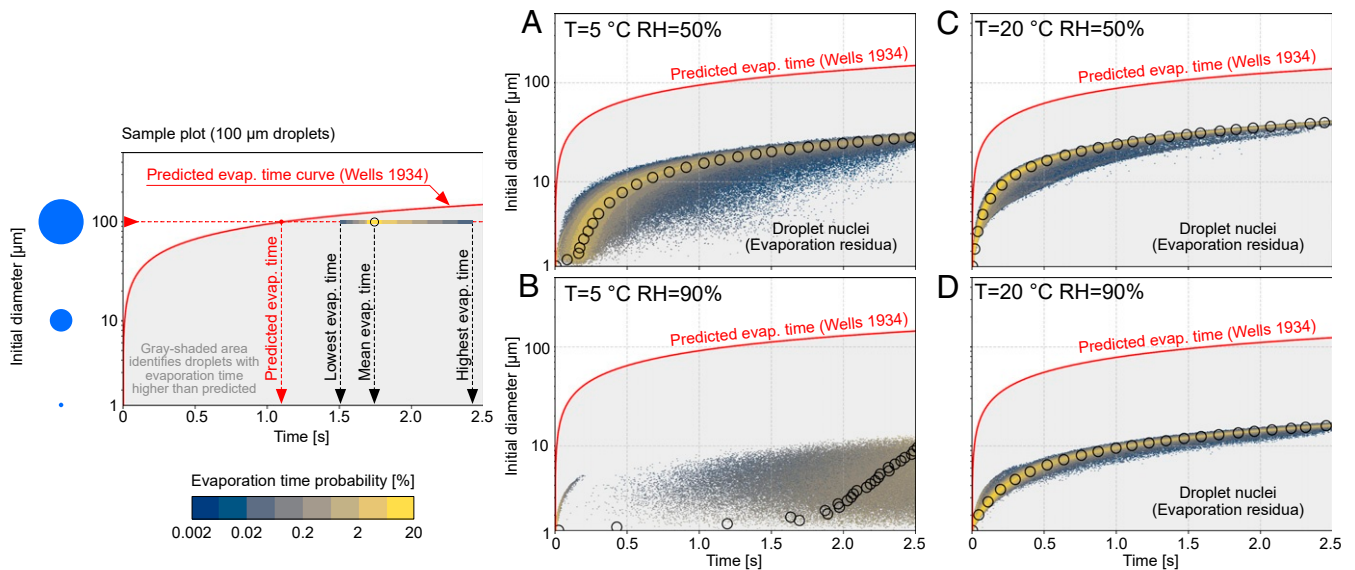 Sample plot (100 µm droplets)
Predicted evap. time curve (Wells 1934)
Initial diameter [µm]
100
10
1
Gray-shaded area
identifies droplets with
evaporation time
higher than predicted
Predicted evap. time
Lowest evap. time
Mean evap. time
Highest evap. time
0
0.5
1.0
1.5
2.0
2.5
Time [s]
Evaporation time probability [%]
0.002
0.02
0.2
2
20
A
T=5 °C RH=50%
Predicted evap. time (Wells 1934)
Initial diameter [µm]
100
10
1
Droplet nuclei
(Evaporation residua)
B
T=5 °C RH=90%
Predicted evap. time (Wells 1934)
Initial diameter [µm]
100
10
1
0
0.5
1.0
1.5
2.0
2.5
Time [s]
C
T=20 °C RH=50%
Predicted evap. time (Wells 1934)
Droplet nuclei
(Evaporation residua)
D
T=20 °C RH=90%
Predicted evap. time (Wells 1934)
Droplet nuclei
(Evaporation residua)
0
0.5
1.0
1.5
2.0
2.5
Time [s]